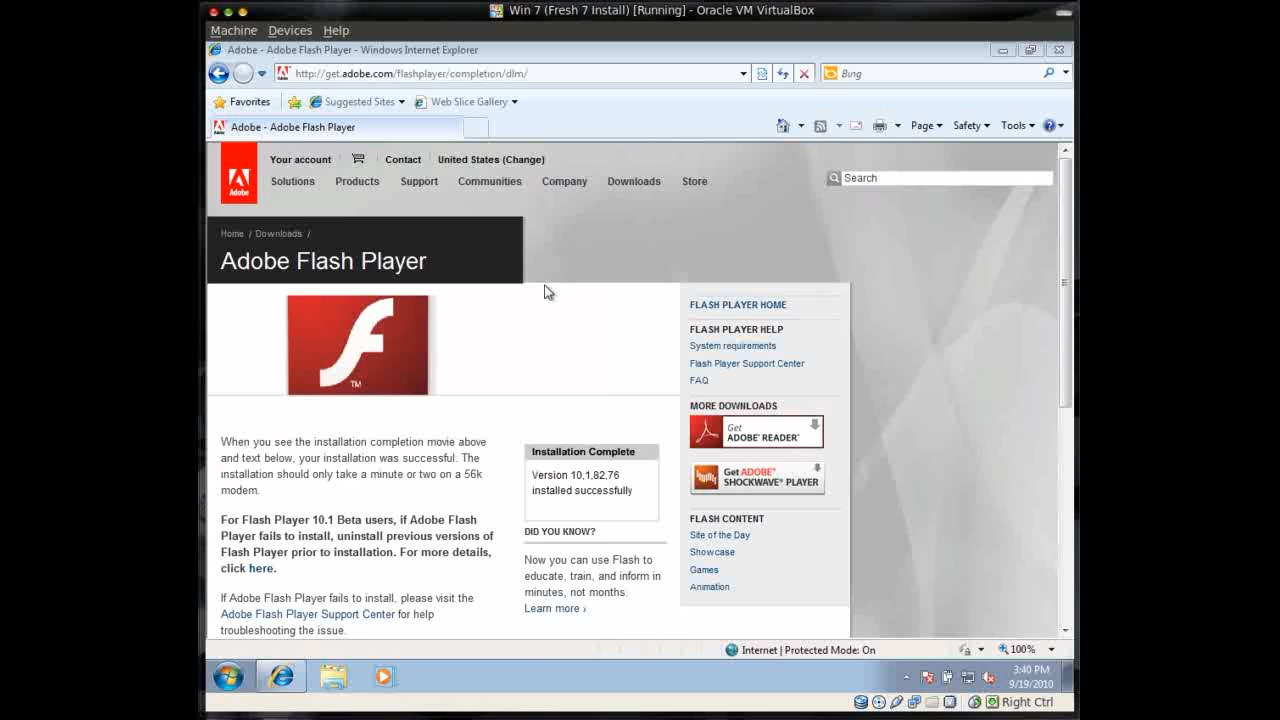 Win 7 (Fresh 7 Install) [Running] - Oracle VM VirtualBox
Machine Devices Help
Adobe - Adobe Flash Player - Windows Internet Explorer
http://get.adobe.com/flashplayer/completion/dlm/
Bing
Favorites Suggested Sites Web Slice Gallery
Adobe - Adobe Flash Player
Page Safety Tools
Adobe
Your account Contact United States (Change)
Solutions Products Support Communities Company Downloads Store
Search
Home / Downloads /
Adobe Flash Player
TM
When you see the installation completion movie above
and text below, your installation was successful. The
installation should only take a minute or two on a 56k
modem.
For Flash Player 10.1 Beta users, if Adobe Flash
Player fails to install, uninstall previous versions of
Flash Player prior to installation. For more details,
click here.
If Adobe Flash Player fails to install, please visit the
Adobe Flash Player Support Center for help
troubleshooting the issue.
Installation Complete
Version 10,1,82,76
installed successfully
DID YOU KNOW?
Now you can use Flash to
educate, train, and inform in
minutes, not months.
Learn more ›
FLASH PLAYER HOME
FLASH PLAYER HELP
System requirements
Flash Player Support Center
FAQ
MORE DOWNLOADS
Get
ADOBE® READER®
Get ADOBE®
SHOCKWAVE® PLAYER
FLASH CONTENT
Site of the Day
Showcase
Games
Animation
Internet | Protected Mode: On
100%
3:40 PM
9/19/2010
Right Ctrl